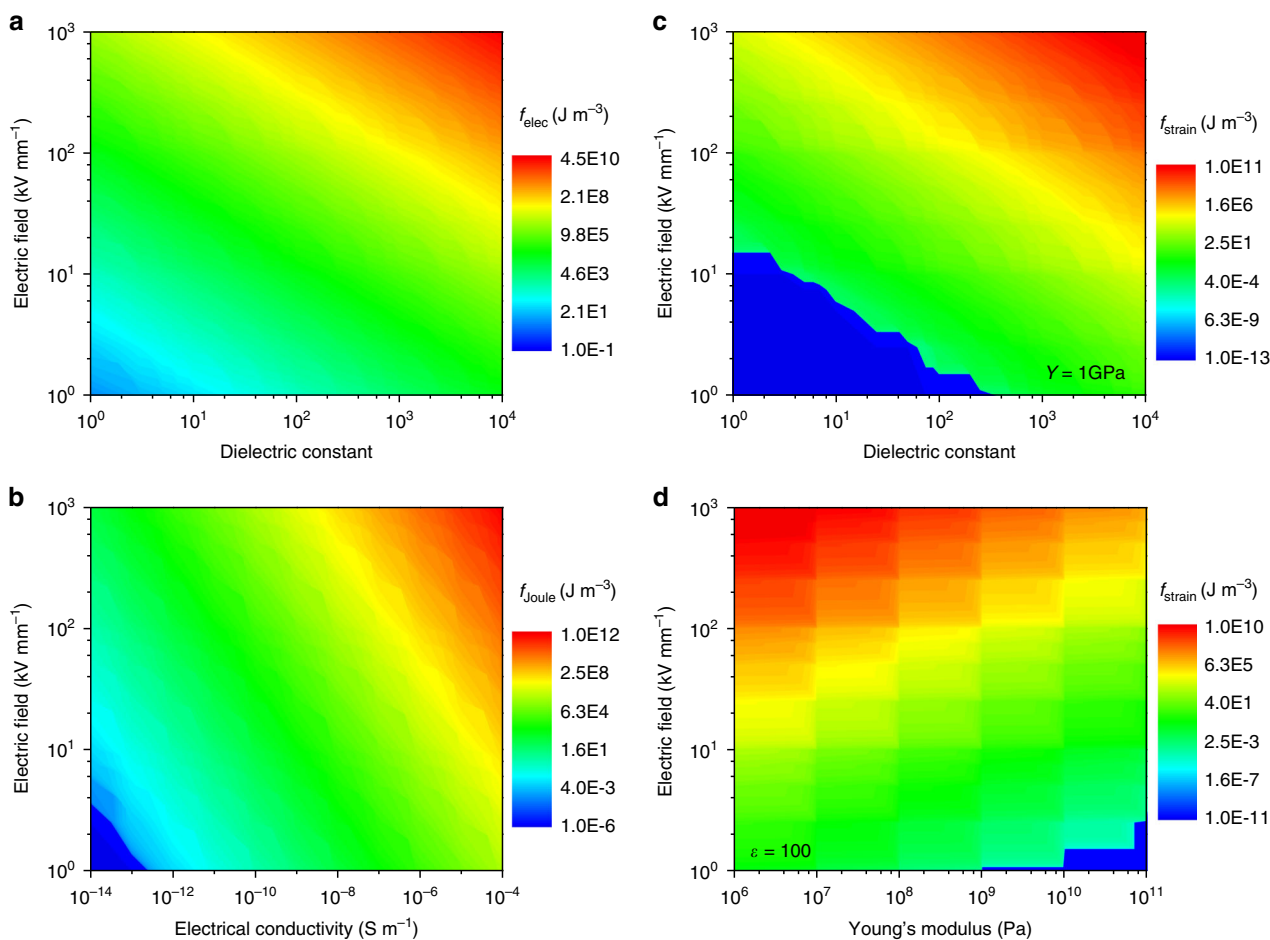 a
10³
10²
10¹
10⁰
Electric field (kV mm⁻¹)
10⁰ 10¹ 10² 10³ 10⁴
Dielectric constant
f_elec (J m⁻³)
4.5E10
2.1E8
9.8E5
4.6E3
2.1E1
1.0E-1
c
10³
10²
10¹
10⁰
Electric field (kV mm⁻¹)
Y = 1GPa
10⁰ 10¹ 10² 10³ 10⁴
Dielectric constant
f_strain (J m⁻³)
1.0E11
1.6E6
2.5E1
4.0E-4
6.3E-9
1.0E-13
b
10³
10²
10¹
10⁰
Electric field (kV mm⁻¹)
10⁻¹⁴ 10⁻¹² 10⁻¹⁰ 10⁻⁸ 10⁻⁶ 10⁻⁴
Electrical conductivity (S m⁻¹)
f_Joule (J m⁻³)
1.0E12
2.5E8
6.3E4
1.6E1
4.0E-3
1.0E-6
d
10³
10²
10¹
10⁰
Electric field (kV mm⁻¹)
ε = 100
10⁶ 10⁷ 10⁸ 10⁹ 10¹⁰ 10¹¹
Young's modulus (Pa)
f_strain (J m⁻³)
1.0E10
6.3E5
4.0E1
2.5E-3
1.6E-7
1.0E-11